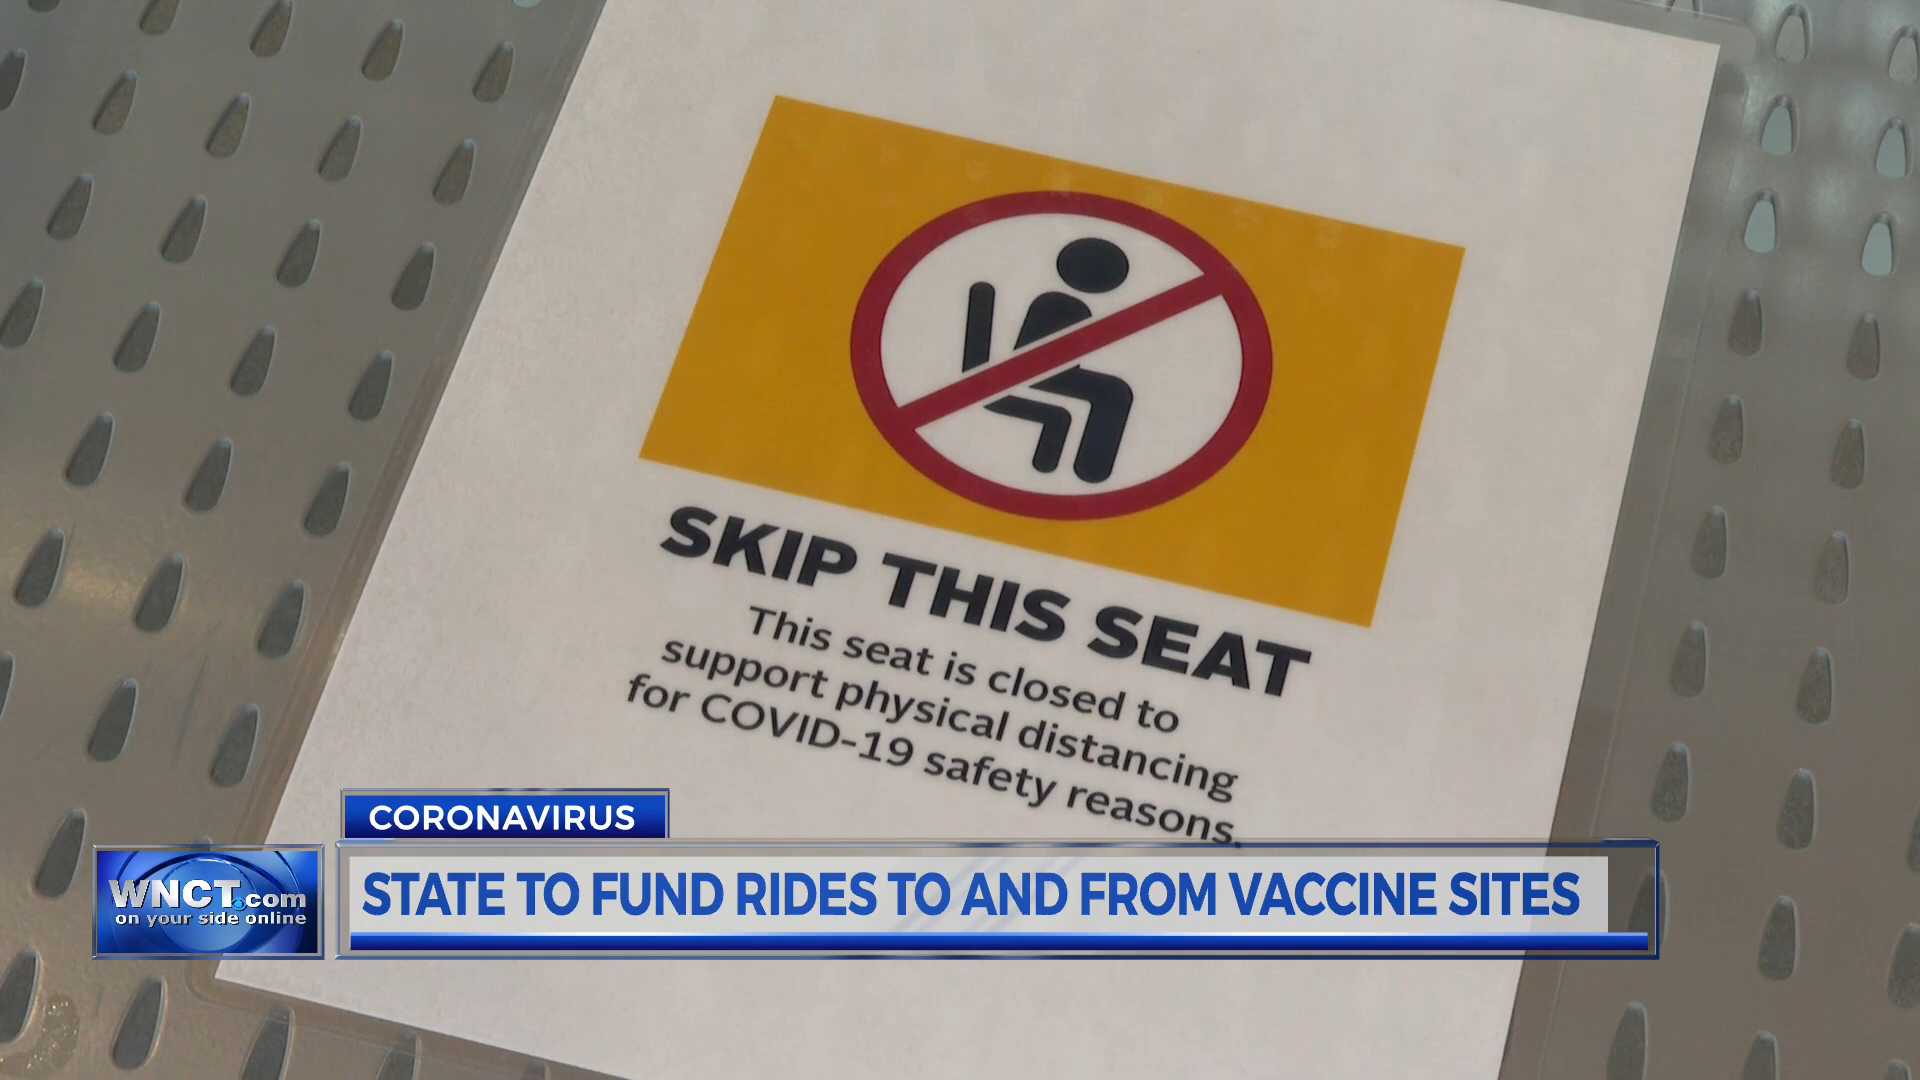 SKIP THIS SEAT
This seat is closed to
support physical distancing
for COVID-19 safety reasons.
CORONAVIRUS
WNCT.com
on your side online
STATE TO FUND RIDES TO AND FROM VACCINE SITES